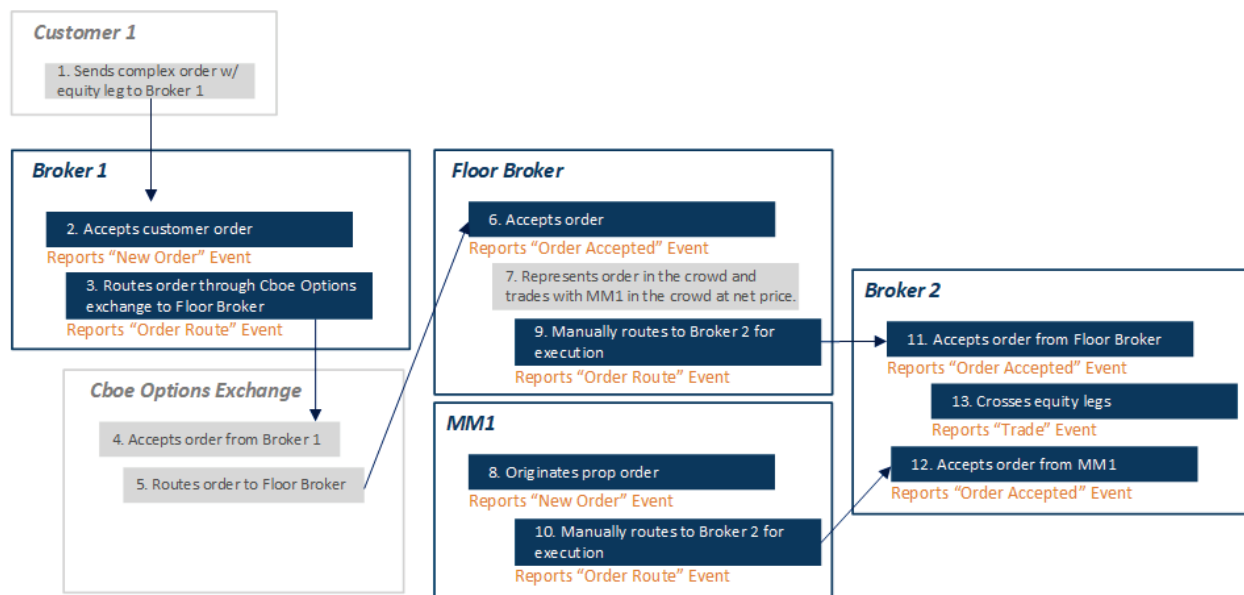 Customer 1
1. Sends complex order w/
equity leg to Broker 1
Broker 1
2. Accepts customer order
Reports “New Order” Event
3. Routes order through Cboe Options
exchange to Floor Broker
Reports “Order Route” Event
Cboe Options Exchange
4. Accepts order from Broker 1
5. Routes order to Floor Broker
Floor Broker
6. Accepts order
Reports “Order Accepted” Event
7. Represents order in the crowd and
trades with MM1 in the crowd at net price.
9. Manually routes to Broker 2 for
execution
Reports “Order Route” Event
MM1
8. Originates prop order
Reports “New Order” Event
10. Manually routes to Broker 2 for
execution
Reports “Order Route” Event
Broker 2
11. Accepts order from Floor Broker
Reports “Order Accepted” Event
13. Crosses equity legs
Reports “Trade” Event
12. Accepts order from MM1
Reports “Order Accepted” Event